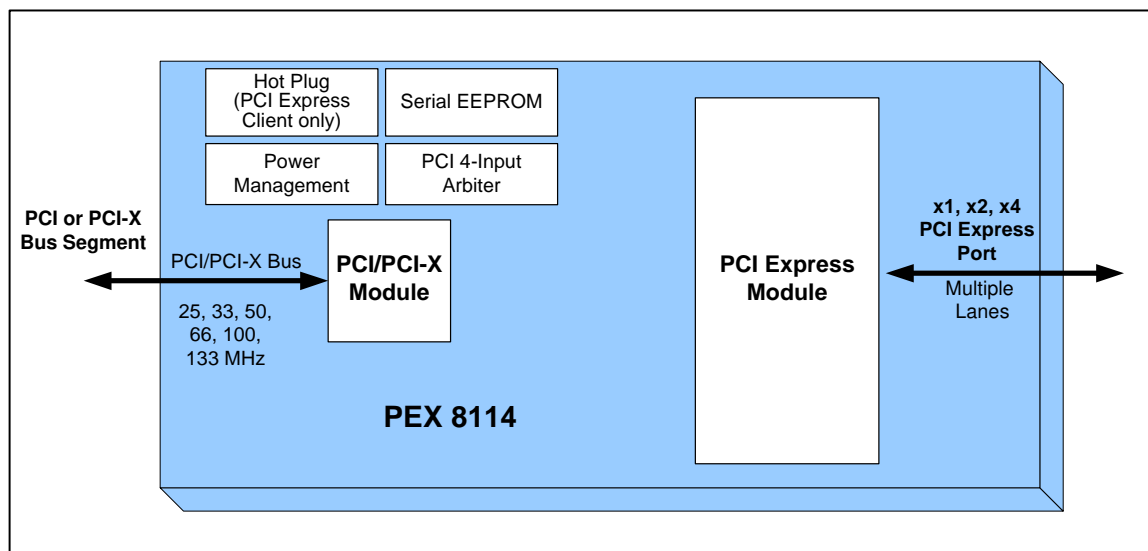 Hot Plug
(PCI Express
Client only)
Serial EEPROM
Power
Management
PCI 4-Input
Arbiter
PCI or PCI-X
Bus Segment
PCI/PCI-X Bus
25, 33, 50,
66, 100,
133 MHz
PCI/PCI-X
Module
PCI Express
Module
x1, x2, x4
PCI Express
Port
Multiple
Lanes
PEX 8114